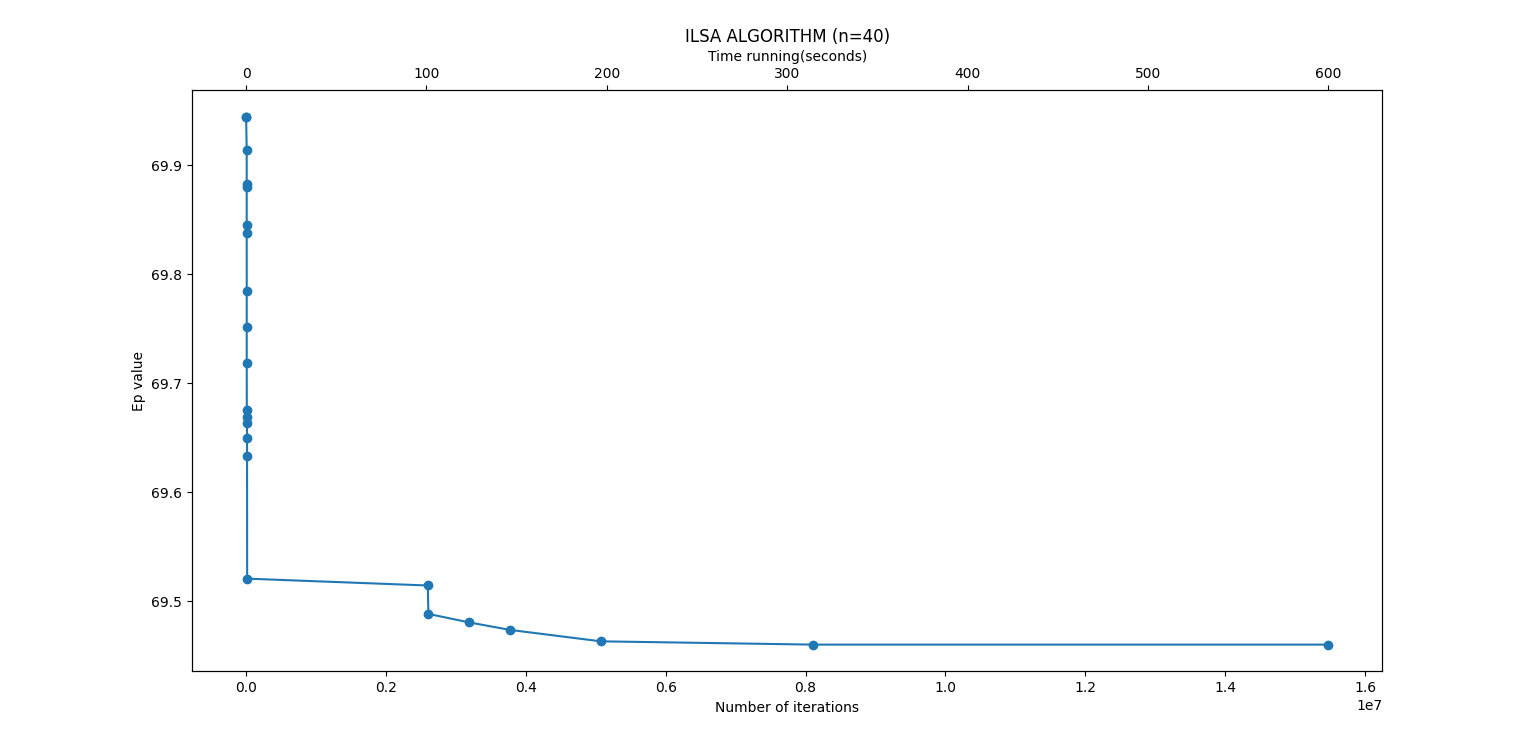 ILSA ALGORITHM (n=40)
Time running(seconds)
0 100 200 300 400 500 600
69.9
69.8
69.7
69.6
69.5
Ep value
0.0 0.2 0.4 0.6 0.8 1.0 1.2 1.4 1.6
1e7
Number of iterations